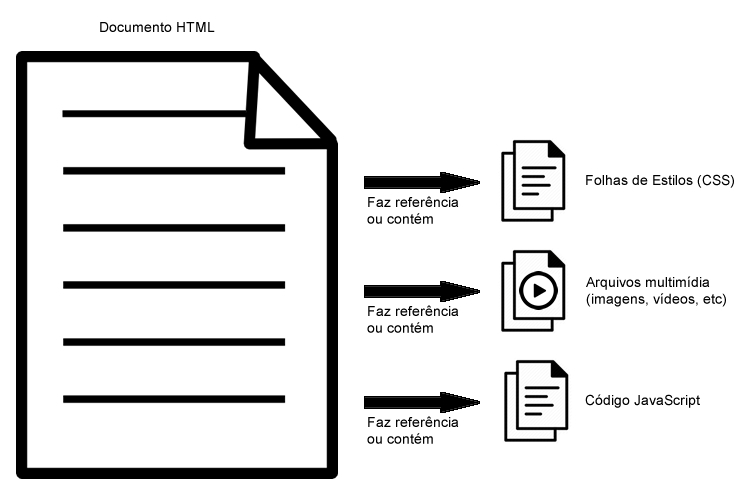 Documento HTML
Faz referência
ou contém
Folhas de Estilos (CSS)
Faz referência
ou contém
Arquivos multimídia
(imagens, vídeos, etc)
Faz referência
ou contém
Código JavaScript